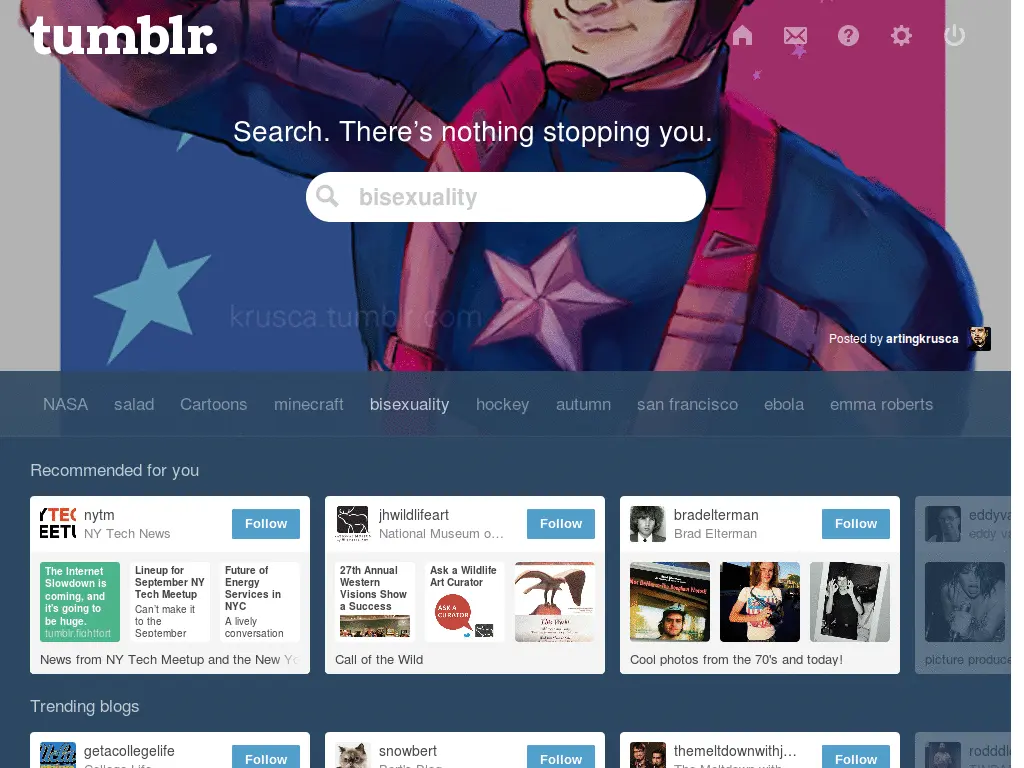 tumblr.
Search. There's nothing stopping you.
bisexuality
krusca.tumblr.com
Posted by artingkrusca
NASA salad Cartoons minecraft bisexuality hockey autumn san francisco ebola emma roberts
Recommended for you
nytm
NY Tech News
Follow
The Internet
Slowdown is
coming, and
it's going to
be huge.
tumblr.fightfort
Lineup for
September NY
Tech Meetup
Can't make it
to the
September
Future of
Energy
Services in
NYC
A lively
conversation
News from NY Tech Meetup and the New Yo
jhwildlifeart
National Museum o…
Follow
27th Annual
Western
Visions Show
a Success
Ask a Wildlife
Art Curator
ASK A
CURATOR
This World
Call of the Wild
bradelterman
Brad Elterman
Follow
Cool photos from the 70's and today!
eddyva
eddy va
picture produce
Trending blogs
getacollegelife
College Life
Follow
snowbert
Bert's Blog
Follow
themeltdownwithj…
The Meltdown with
Follow
rodddl